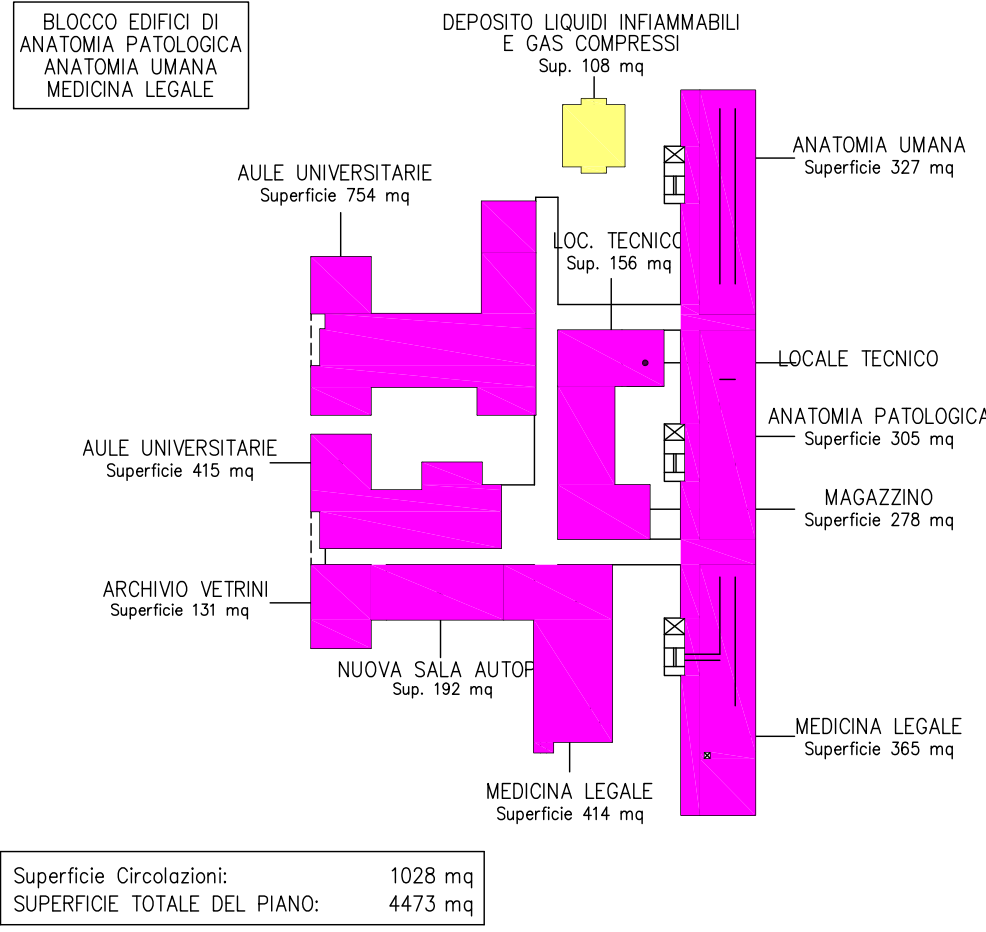 BLOCCO EDIFICI DI
ANATOMIA PATOLOGICA
ANATOMIA UMANA
MEDICINA LEGALE
DEPOSITO LIQUIDI INFIAMMABILI
E GAS COMPRESSI
Sup. 108 mq
ANATOMIA UMANA
Superficie 327 mq
AULE UNIVERSITARIE
Superficie 754 mq
LOC. TECNICO
Sup. 156 mq
LOCALE TECNICO
ANATOMIA PATOLOGICA
Superficie 305 mq
AULE UNIVERSITARIE
Superficie 415 mq
MAGAZZINO
Superficie 278 mq
ARCHIVIO VETRINI
Superficie 131 mq
NUOVA SALA AUTOP
Sup. 192 mq
MEDICINA LEGALE
Superficie 365 mq
MEDICINA LEGALE
Superficie 414 mq
Superficie Circolazioni: 1028 mq
SUPERFICIE TOTALE DEL PIANO: 4473 mq